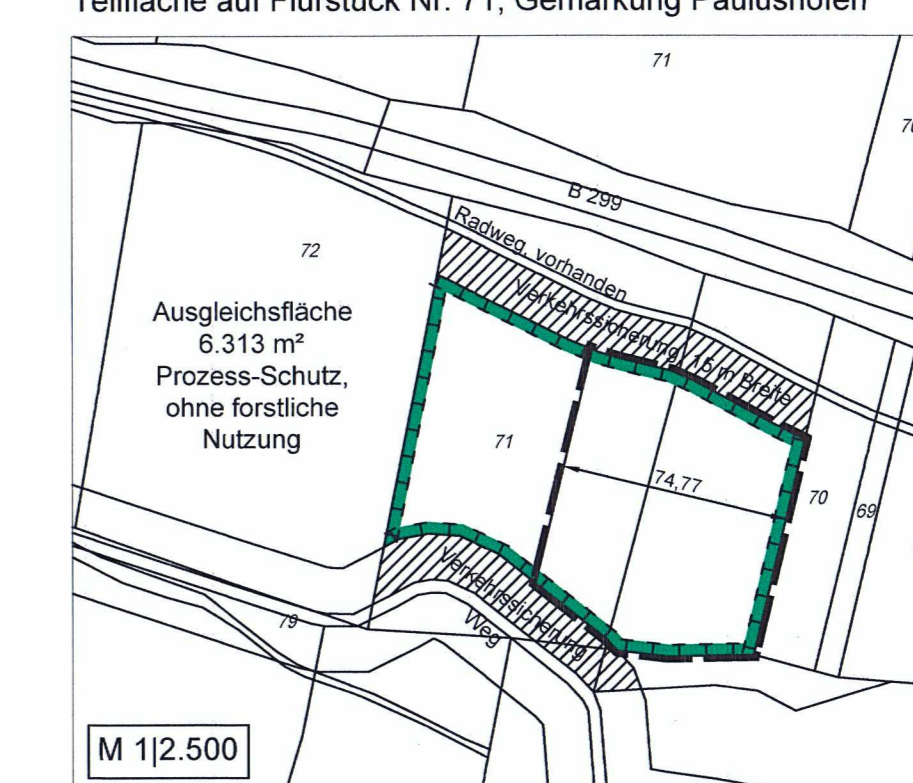 Teilfläche auf Flurstück Nr. 71, Gemarkung Paulushofen
71
B 299
Radweg, vorhanden
72
Verkehrssicherung, 15 m Breite
Ausgleichsfläche
6.313 m²
Prozess-Schutz,
ohne forstliche
Nutzung
71
74,77
70
69
Verkehrssicherung
Weg
79
M 1|2.500